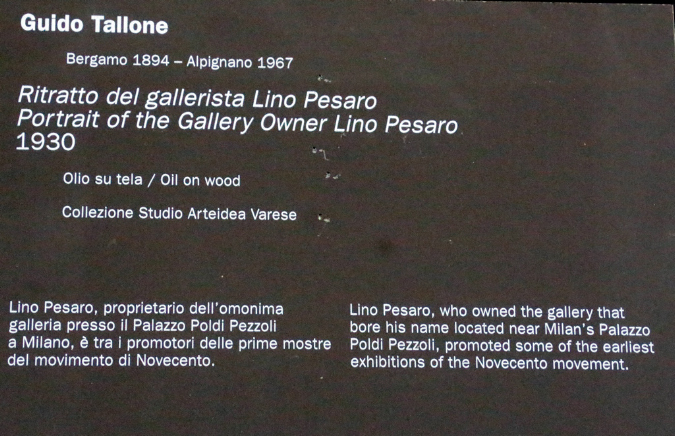 Guido Tallone
Bergamo 1894 – Alpignano 1967
Ritratto del gallerista Lino Pesaro
Portrait of the Gallery Owner Lino Pesaro
1930
Olio su tela / Oil on wood
Collezione Studio Arteidea Varese
Lino Pesaro, proprietario dell'omonima
galleria presso il Palazzo Poldi Pezzoli
a Milano, è tra i promotori delle prime mostre
del movimento di Novecento.
Lino Pesaro, who owned the gallery that
bore his name located near Milan's Palazzo
Poldi Pezzoli, promoted some of the earliest
exhibitions of the Novecento movement.